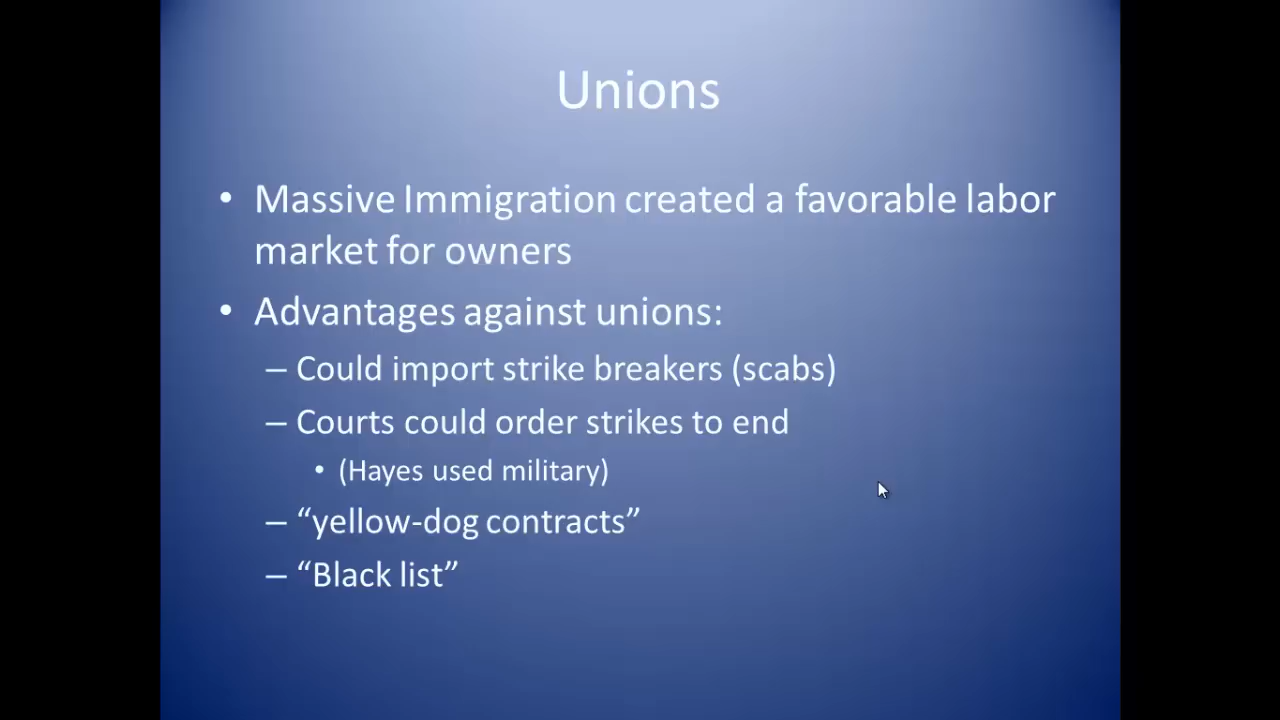 Unions
• Massive Immigration created a favorable labor
market for owners
• Advantages against unions:
– Could import strike breakers (scabs)
– Courts could order strikes to end
• (Hayes used military)
– “yellow-dog contracts”
– “Black list”